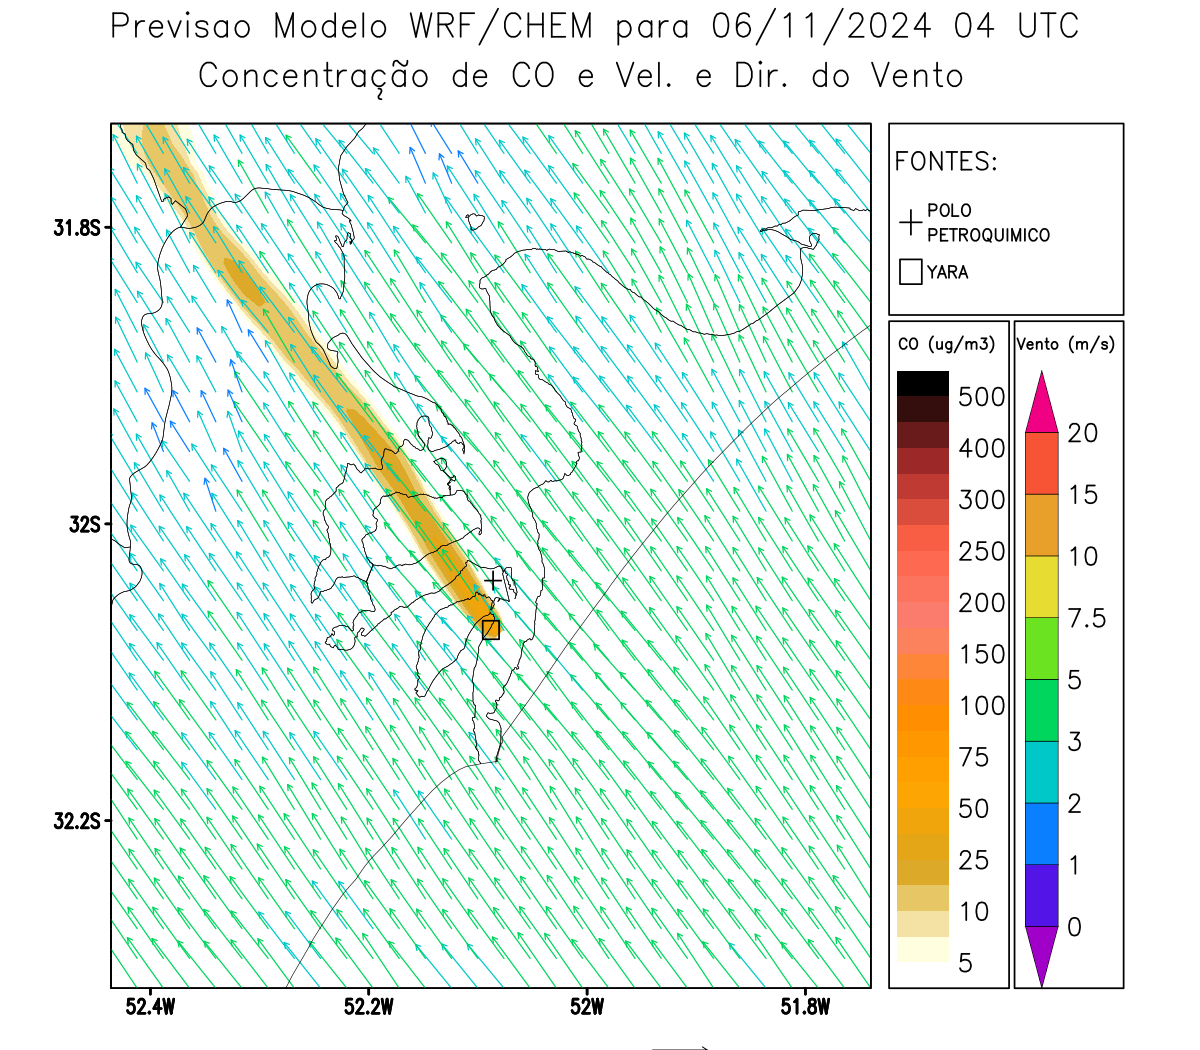 Previsao Modelo WRF/CHEM para 06/11/2024 04 UTC
Concentração de CO e Vel. e Dir. do Vento
FONTES:
POLO
PETROQUIMICO
YARA
CO (ug/m3)
500
400
300
250
200
150
100
75
50
25
10
5
Vento (m/s)
20
15
10
7.5
5
3
2
1
0
31.8S
32S
32.2S
52.4W
52.2W
52W
51.8W